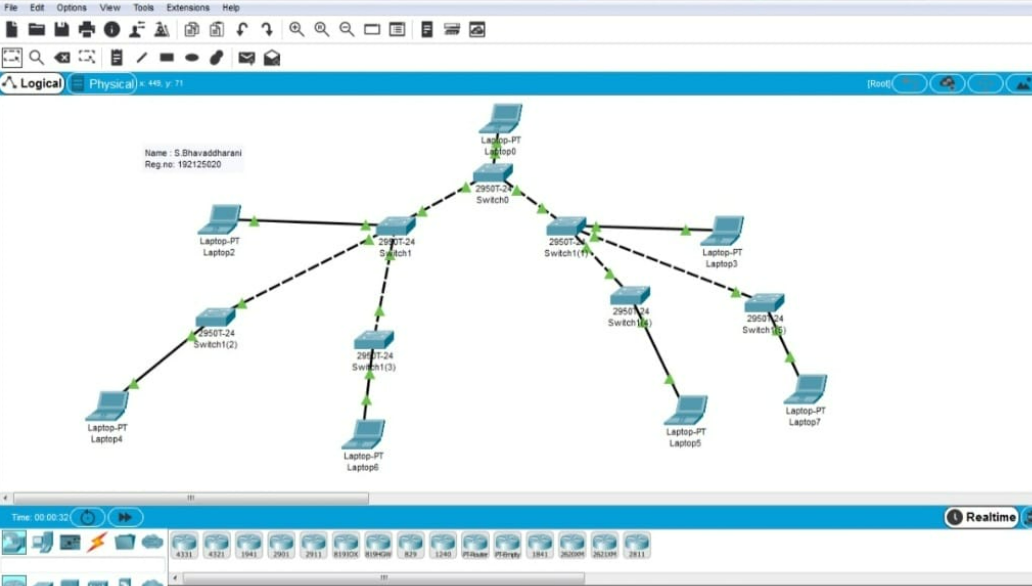 File Edit Options View Tools Extensions Help
Logical Physical x: 449, y: 71 [Root]
Name : S.Bhavaddharani
Reg.no: 192125020
Laptop-PT
Laptop0
2950T-24
Switch0
Laptop-PT
Laptop2
2950T-24
Switch1
2950T-24
Switch1(1)
Laptop-PT
Laptop3
2950T-24
Switch1(2)
2950T-24
Switch1(3)
2950T-24
Switch1(4)
2950T-24
Switch1(5)
Laptop-PT
Laptop4
Laptop-PT
Laptop6
Laptop-PT
Laptop5
Laptop-PT
Laptop7
Time: 00:00:32 Realtime
4331 4321 1941 2901 2911 819IOX 819HGW 829 1240 PT-Router PT-Empty 1841 2620XM 2621XM 2811